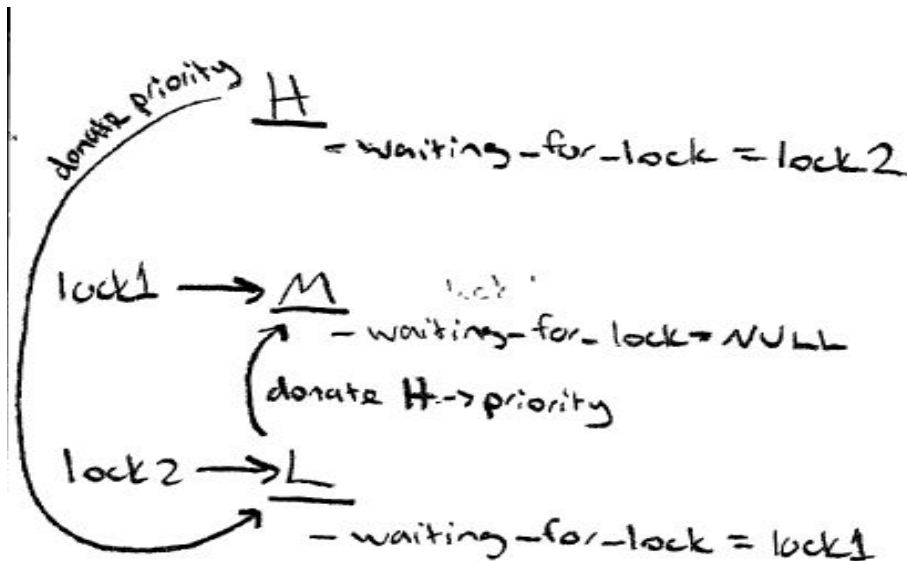 donate priority
H
- waiting-for-lock = lock2
lock1 → M
- waiting-for-lock = NULL
donate H → priority
lock2 → L
- waiting-for-lock = lock1